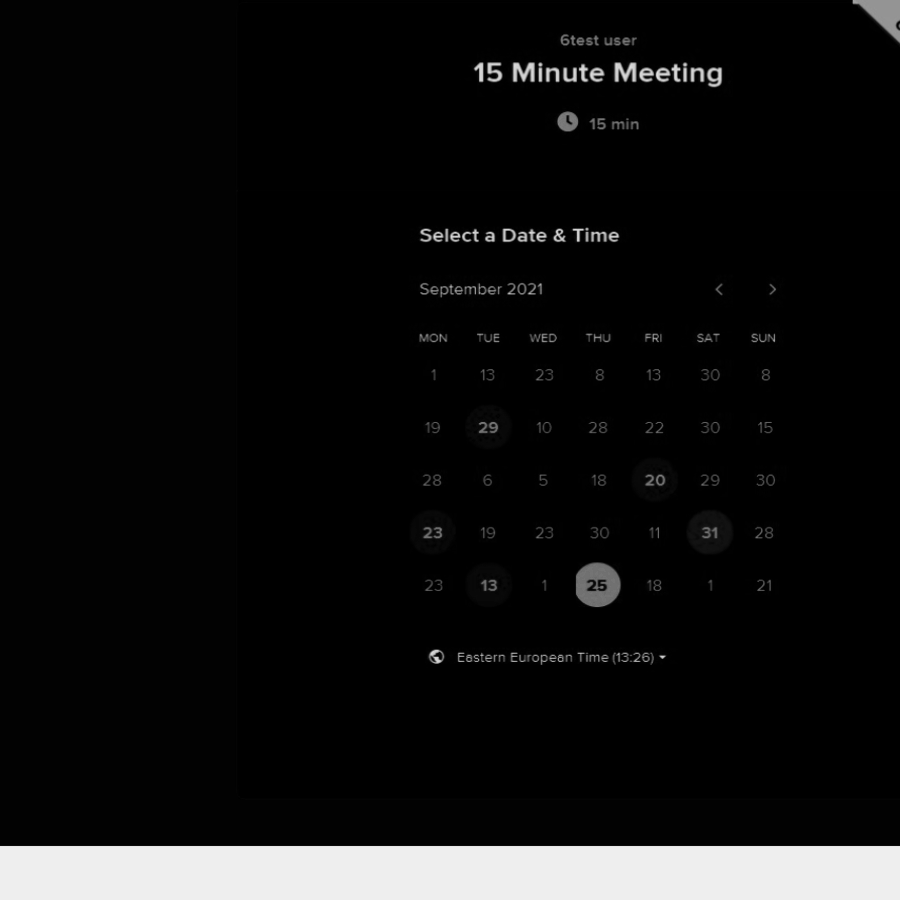 6test user
15 Minute Meeting
15 min
Select a Date & Time
September 2021
MON TUE WED THU FRI SAT SUN
1 13 23 8 13 30 8
19 29 10 28 22 30 15
28 6 5 18 20 29 30
23 19 23 30 11 31 28
23 13 1 25 18 1 21
Eastern European Time (13:26)